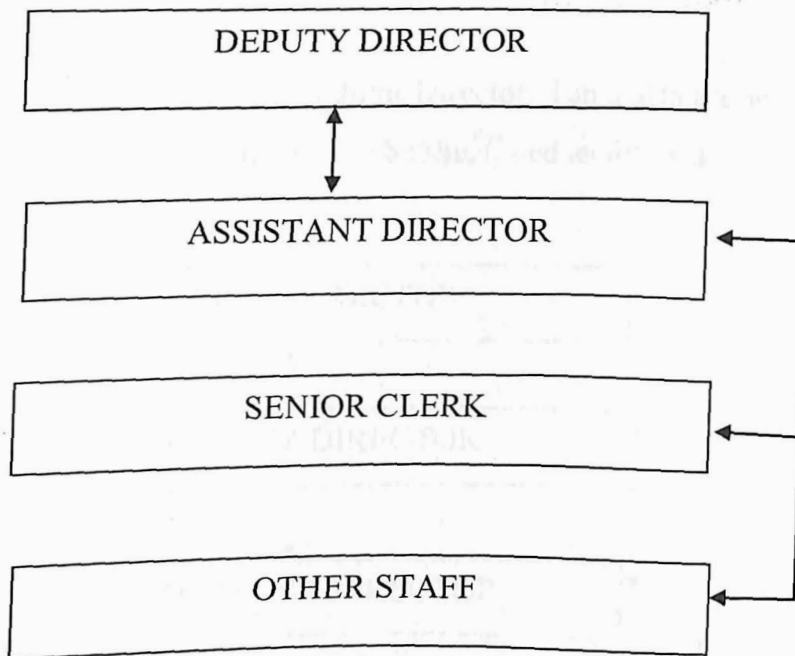 DEPUTY DIRECTOR
ASSISTANT DIRECTOR
SENIOR CLERK
OTHER STAFF